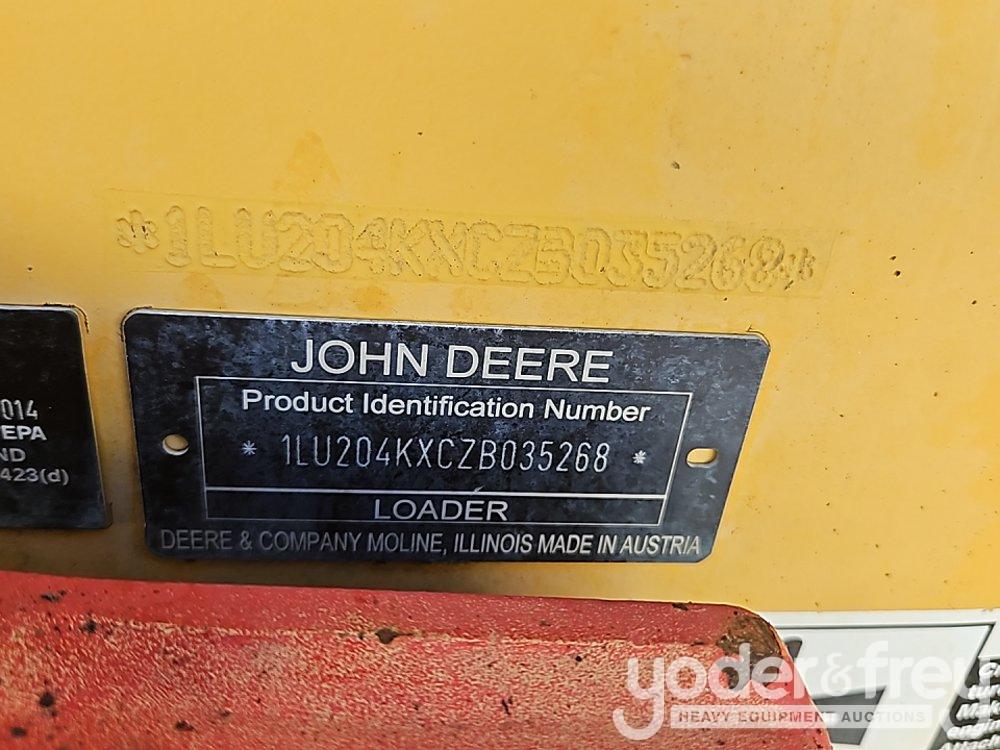 *1LU204KXCZB035268*
JOHN DEERE
Product Identification Number
* 1LU204KXCZB035268 *
LOADER
DEERE & COMPANY MOLINE, ILLINOIS MADE IN AUSTRIA
014
EPA
ND
423(d)
yoder&frey
HEAVY EQUIPMENT AUCTIONS